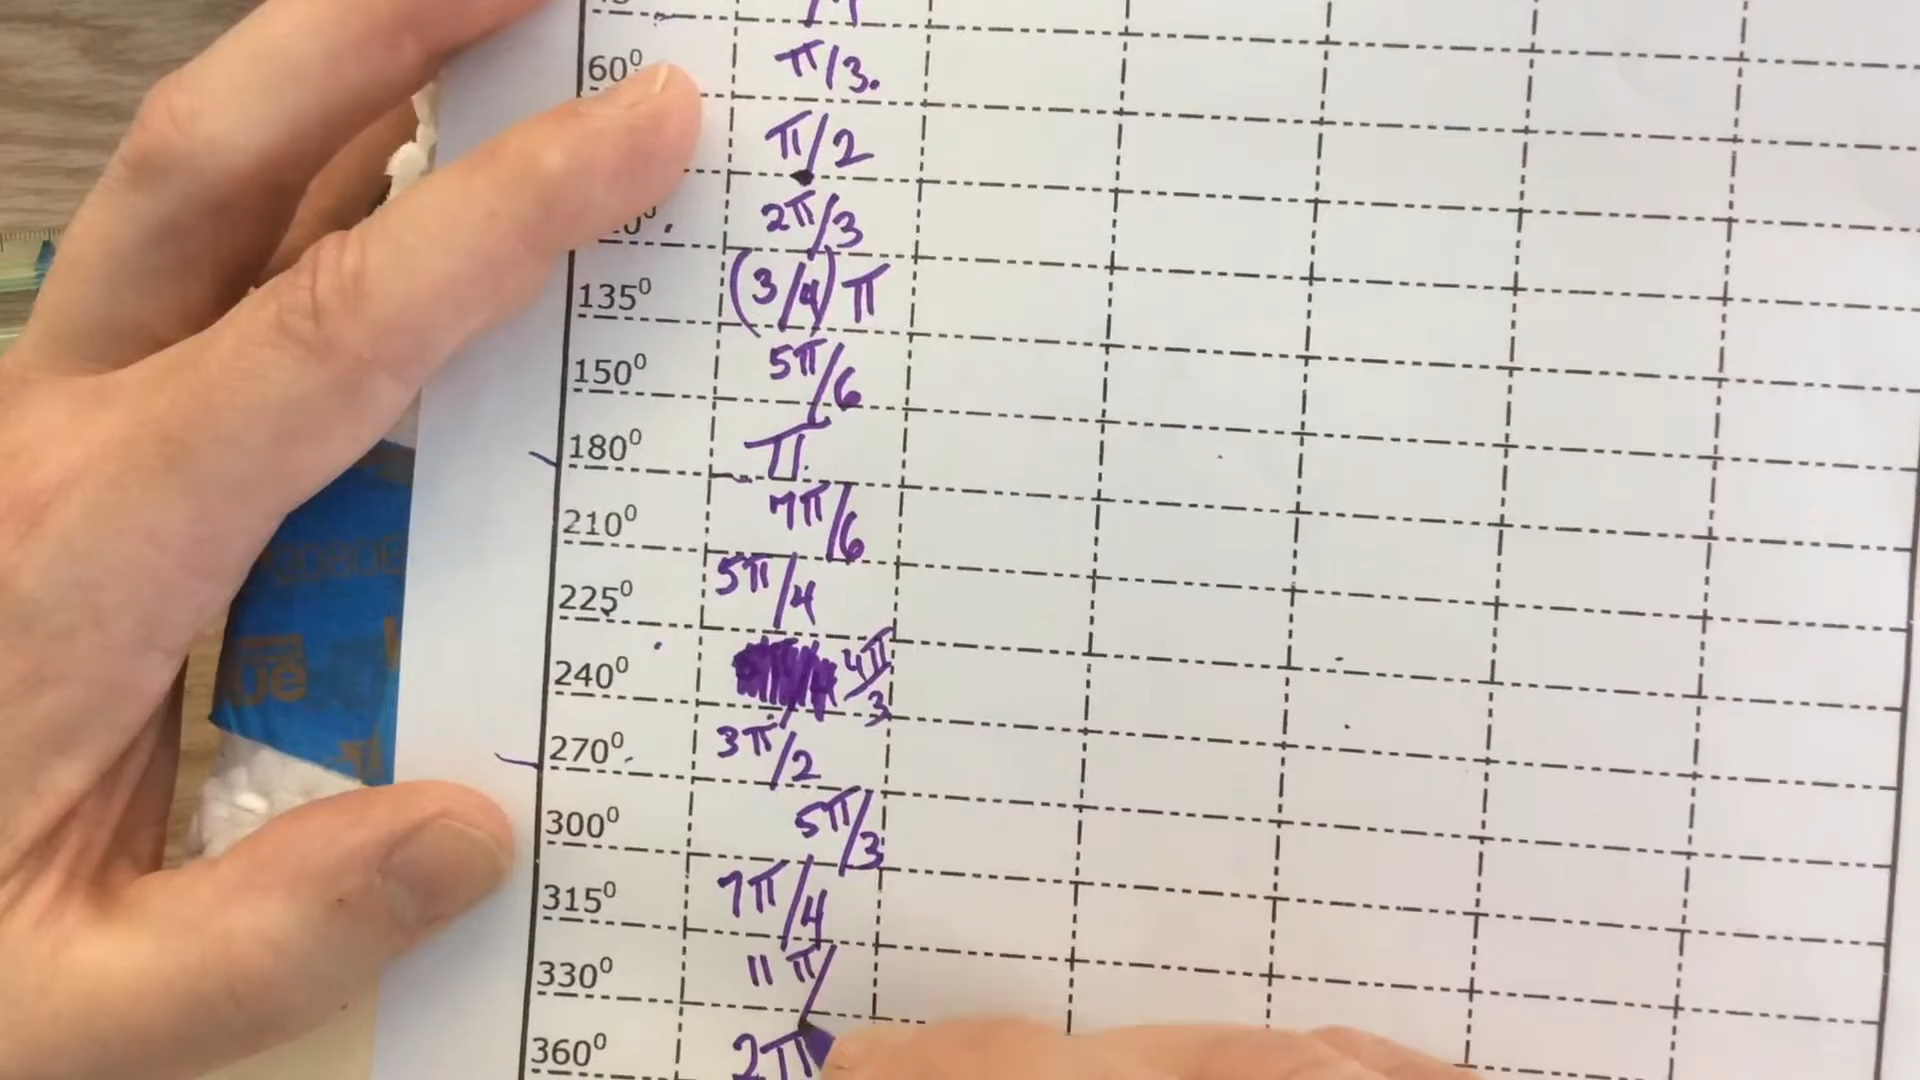 60⁰ π/3.
π/2
2π/3
135⁰ (3/4)π
150⁰ 5π/6
180⁰ π
210⁰ 7π/6
225⁰ 5π/4
240⁰ 4π/3
270⁰ 3π/2
300⁰ 5π/3
315⁰ 7π/4
330⁰ 11π/
360⁰ 2π